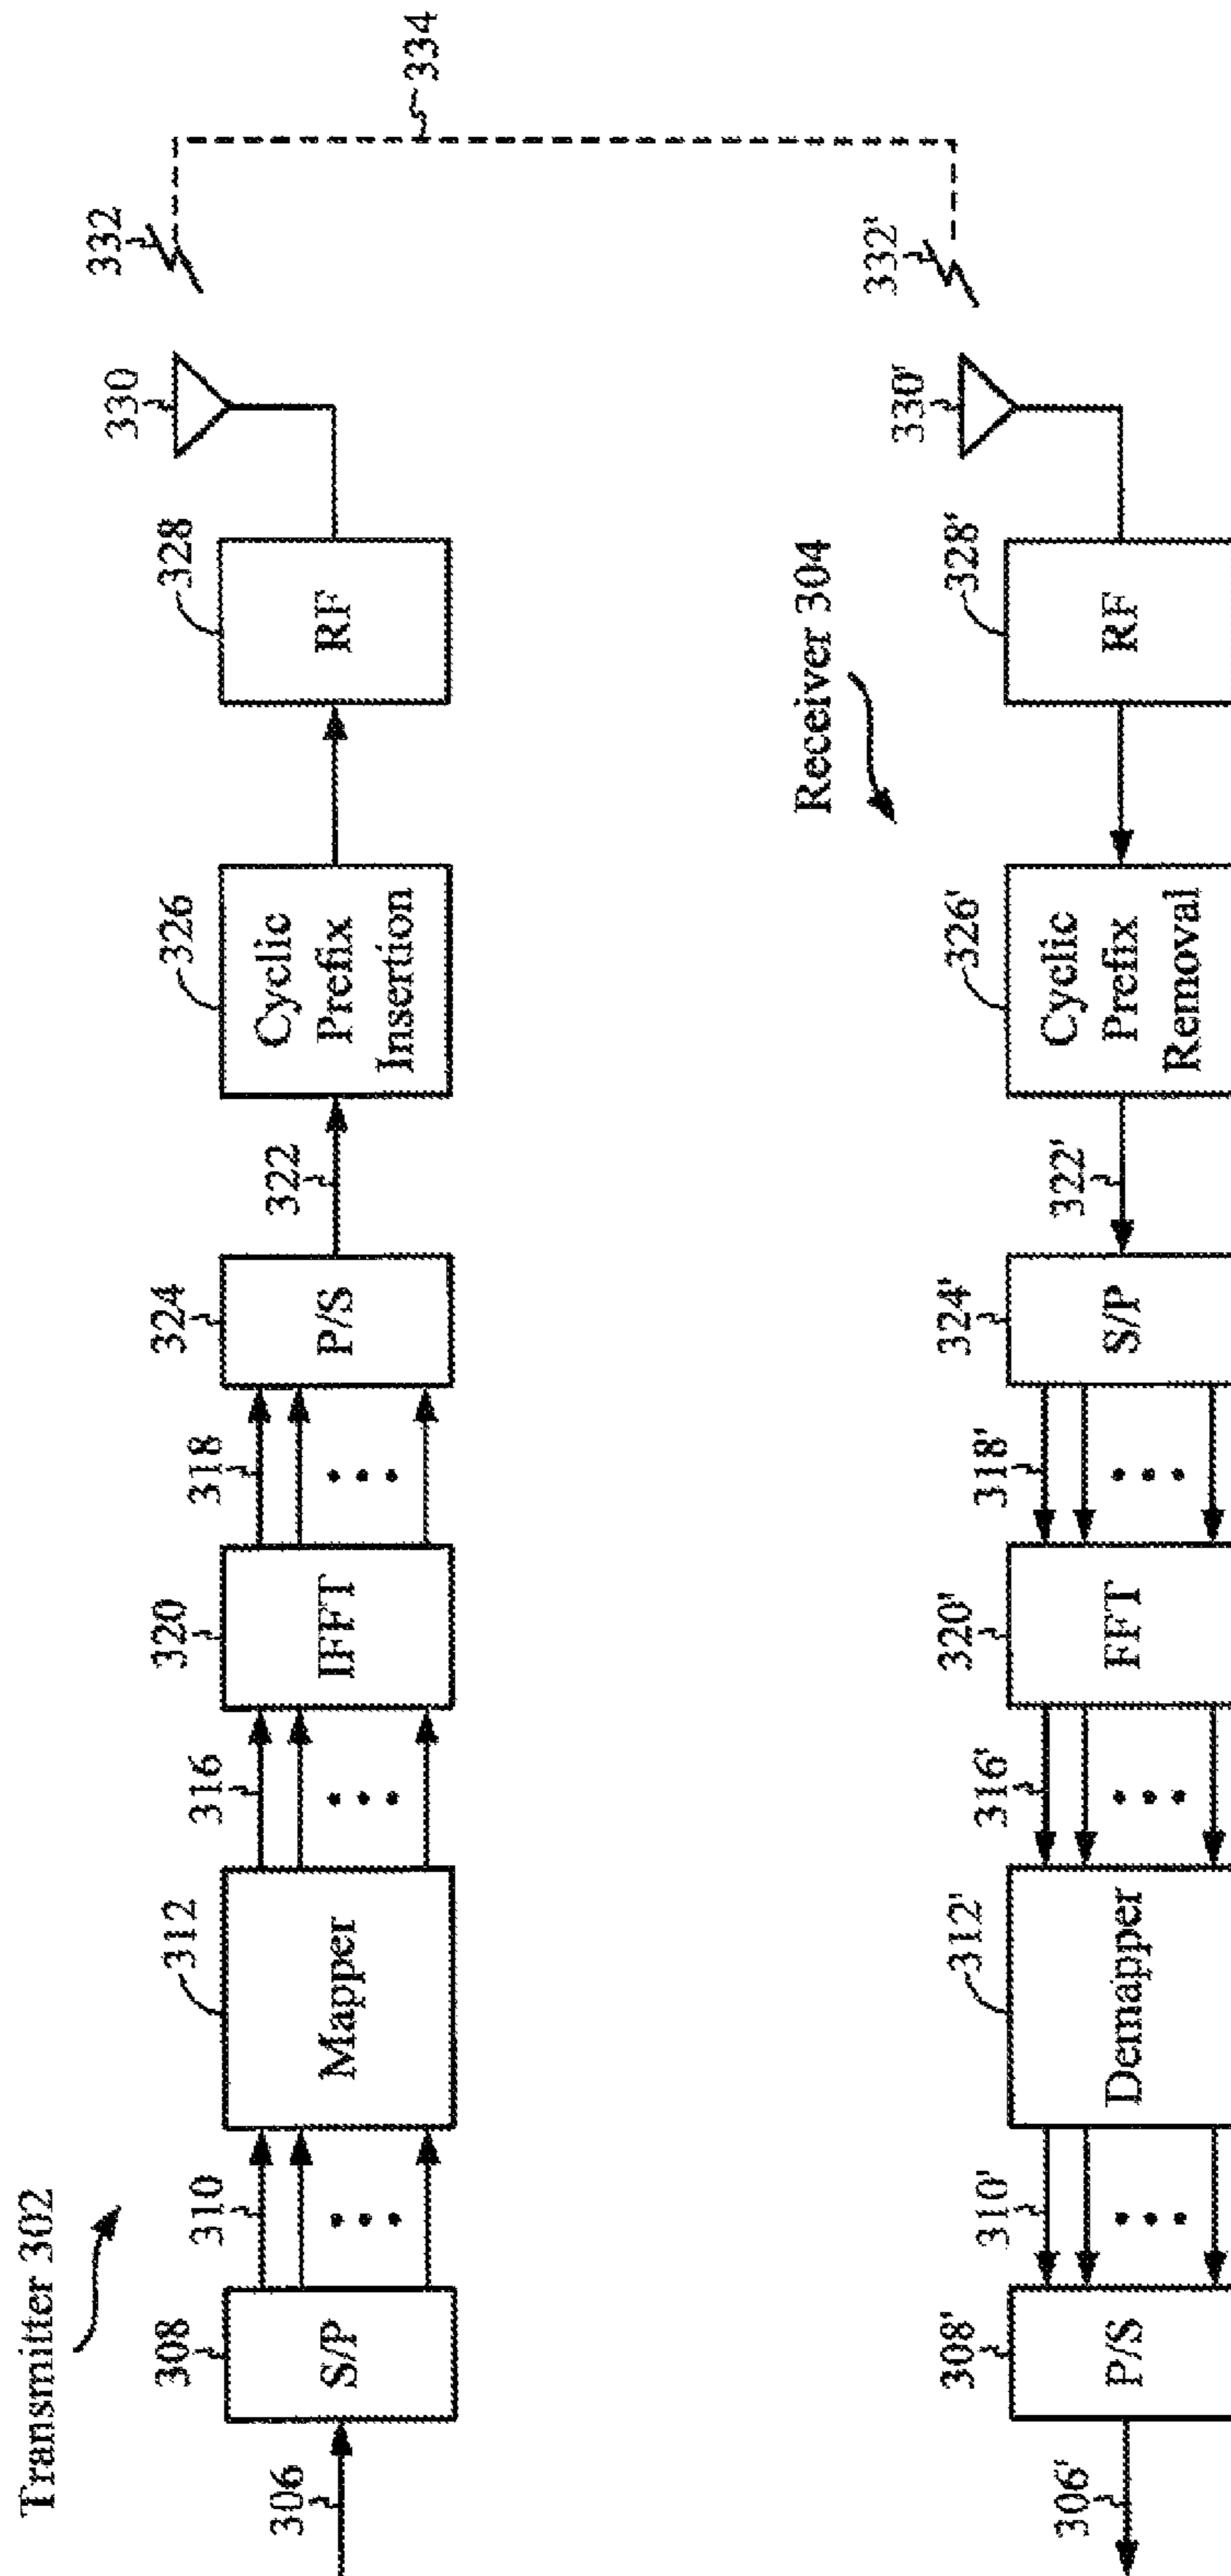 Transmitter 302
306
308
S/P
310
312
Mapper
316
320
IFFT
318
324
P/S
322
326
Cyclic
Prefix
Insertion
328
RF
330
332
334
Receiver 304
306'
308'
P/S
310'
312'
Demapper
316'
320'
FFT
318'
324'
S/P
322'
326'
Cyclic
Prefix
Removal
328'
RF
330'
332'